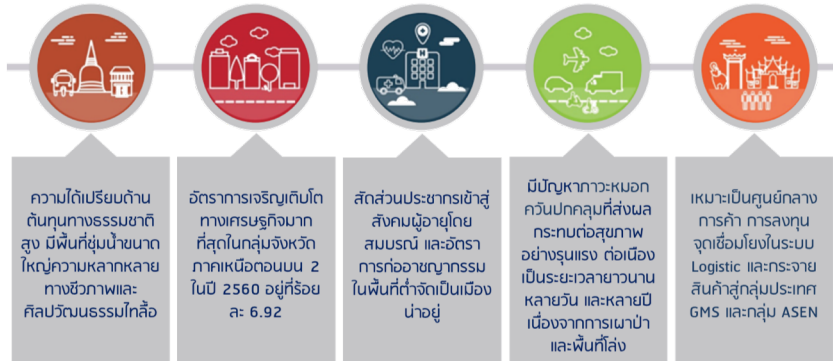 ความได้เปรียบด้าน
ต้นทุนทางธรรมชาติ
สูง มีพื้นที่ชุ่มน้ำขนาด
ใหญ่ความหลากหลาย
ทางชีวภาพและ
ศิลปวัฒนธรรมไทลื้อ
อัตราการเจริญเติบโต
ทางเศรษฐกิจมาก
ที่สุดในกลุ่มจังหวัด
ภาคเหนือตอนบน 2
ในปี 2560 อยู่ที่ร้อย
ละ 6.92
สัดส่วนประชากรเข้าสู่
สังคมผู้อายุโดย
สมบรณ์ และอัตรา
การก่ออาชญากรรม
ในพื้นที่ต่ำจัดเป็นเมือง
น่าอยู่
มีปัญหาภาวะหมอก
ควันปกคลุมที่ส่งผล
กระทบต่อสุขภาพ
อย่างรุนแรง ต่อเนื่อง
เป็นระยะเวลายาวนาน
หลายวัน และหลายปี
เนื่องจากการเผาป่า
และพื้นที่โล่ง
เหมาะเป็นศูนย์กลาง
การค้า การลงทุน
จุดเชื่อมโยงในระบบ
Logistic และกระจาย
สินค้าสู่กลุ่มประเทศ
GMS และกลุ่ม ASEN